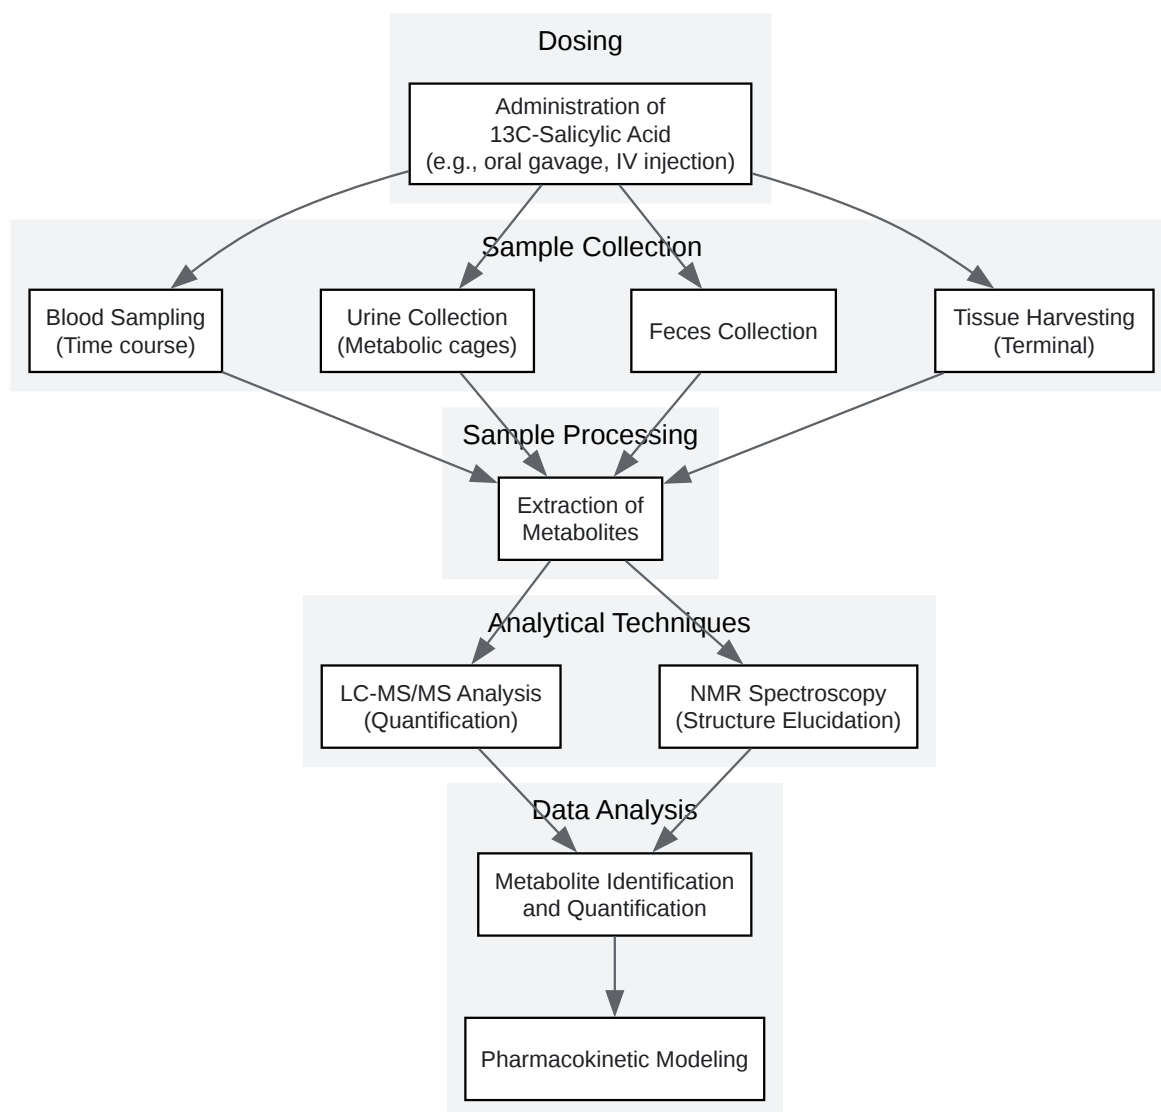 Dosing
Administration of
13C-Salicylic Acid
(e.g., oral gavage, IV injection)
Sample Collection
Blood Sampling
(Time course)
Urine Collection
(Metabolic cages)
Feces Collection
Tissue Harvesting
(Terminal)
Sample Processing
Extraction of
Metabolites
Analytical Techniques
LC-MS/MS Analysis
(Quantification)
NMR Spectroscopy
(Structure Elucidation)
Data Analysis
Metabolite Identification
and Quantification
Pharmacokinetic Modeling